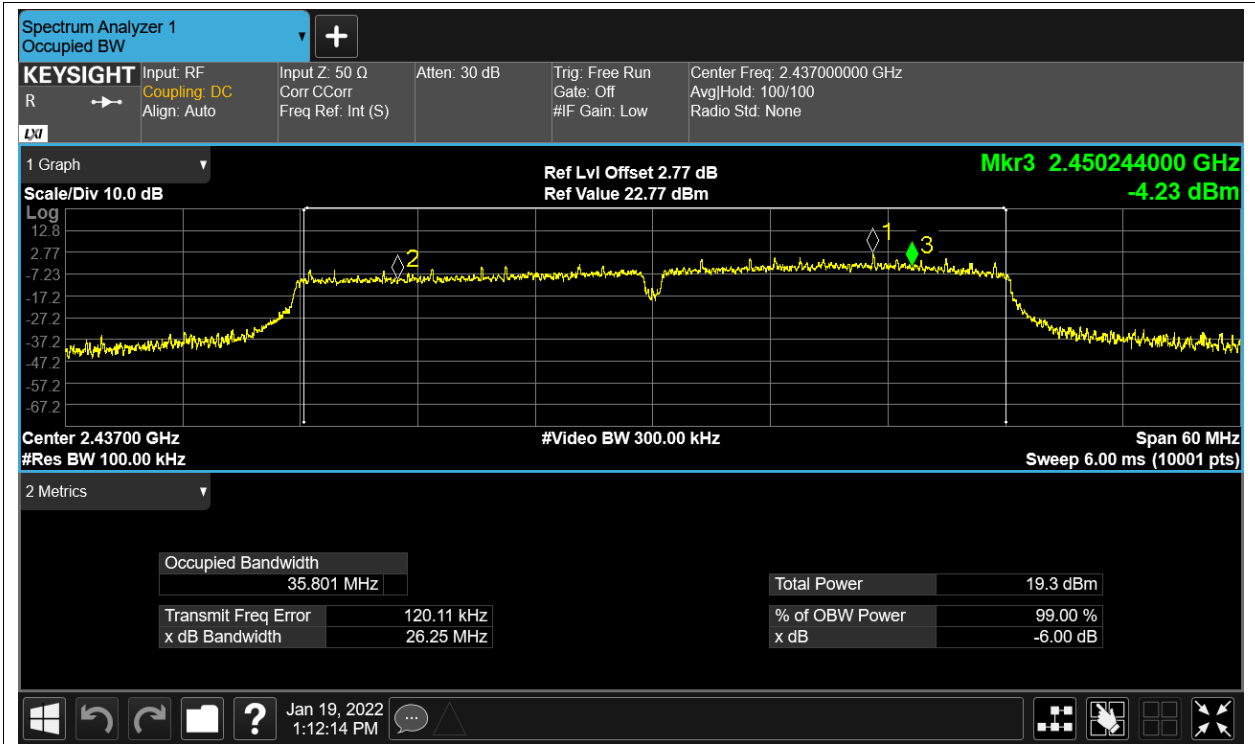 Spectrum Analyzer 1
Occupied BW
KEYSIGHT
R
LXI
Input: RF
Coupling: DC
Align: Auto
Input Z: 50 Ω
Corr CCorr
Freq Ref: Int (S)
Atten: 30 dB
Trig: Free Run
Gate: Off
#IF Gain: Low
Center Freq: 2.437000000 GHz
Avg|Hold: 100/100
Radio Std: None
1 Graph
Scale/Div 10.0 dB
Ref Lvl Offset 2.77 dB
Ref Value 22.77 dBm
Mkr3 2.450244000 GHz
-4.23 dBm
Log
12.8
2.77
-7.23
-17.2
-27.2
-37.2
-47.2
-57.2
-67.2
2
1
3
Center 2.43700 GHz
#Video BW 300.00 kHz
Span 60 MHz
#Res BW 100.00 kHz
Sweep 6.00 ms (10001 pts)
2 Metrics
Occupied Bandwidth
35.801 MHz
Transmit Freq Error 120.11 kHz
x dB Bandwidth 26.25 MHz
Total Power 19.3 dBm
% of OBW Power 99.00 %
x dB -6.00 dB
?
Jan 19, 2022
1:12:14 PM